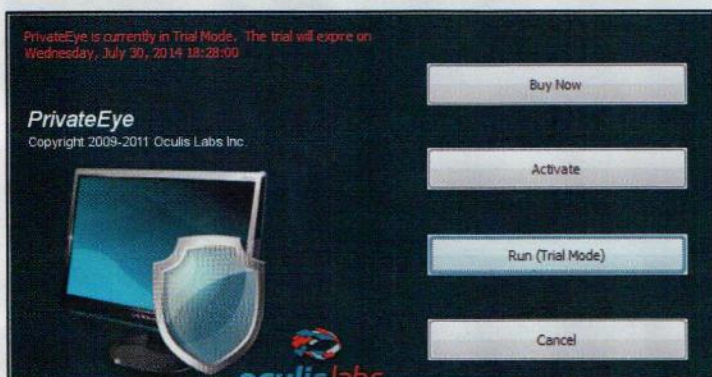 PrivateEye is currently in Trial Mode. The trial will expire on
Wednesday, July 30, 2014 18:28:00
Buy Now
PrivateEye
Copyright 2009-2011 Oculis Labs Inc.
Activate
Run (Trial Mode)
Cancel
oculislabs